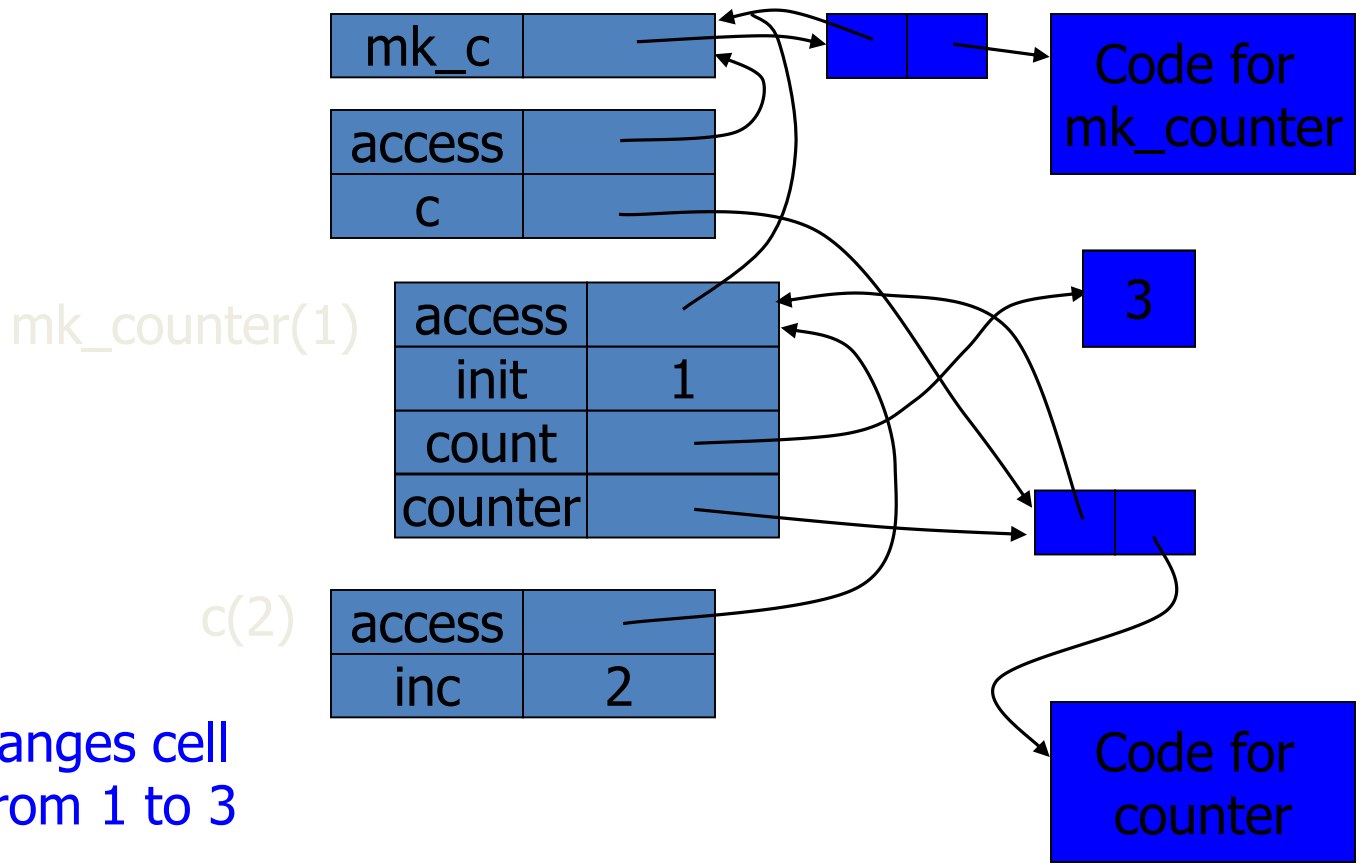 mk_c
Code for
mk_counter
access
c
3
mk_counter(1)
access
init 1
count
counter
c(2)
access
inc 2
anges cell
rom 1 to 3
Code for
counter